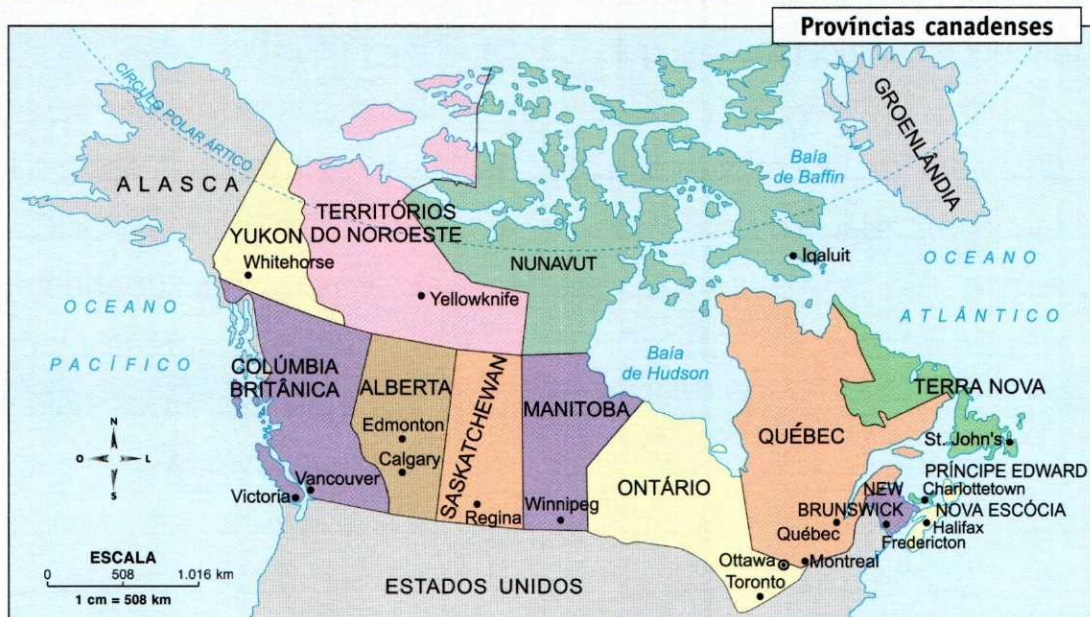 Províncias canadenses
CÍRCULO POLAR ÁRTICO
GROENLÂNDIA
Baía
de Baffin
ALASCA
TERRITÓRIOS
DO NOROESTE
YUKON
Whitehorse
NUNAVUT
Iqaluit
OCEANO
ATLÂNTICO
Yellowknife
OCEANO
PACÍFICO
COLÚMBIA
BRITÂNICA
ALBERTA
SASKATCHEWAN
MANITOBA
Baía
de Hudson
TERRA NOVA
Edmonton
Calgary
QUÉBEC
St. John's
N
O
L
S
Vancouver
Victoria
Regina
Winnipeg
ONTÁRIO
PRÍNCIPE EDWARD
Charlottetown
NEW
BRUNSWICK
NOVA ESCÓCIA
Halifax
Québec
Fredericton
Ottawa
Montreal
Toronto
ESTADOS UNIDOS
ESCALA
0 508 1.016 km
1 cm = 508 km